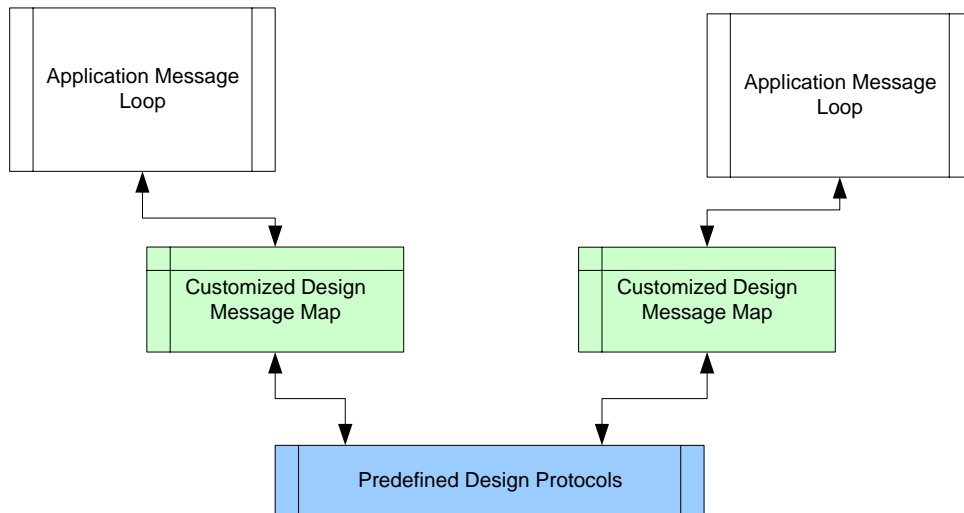 Application Message
Loop
Application Message
Loop
Customized Design
Message Map
Customized Design
Message Map
Predefined Design Protocols